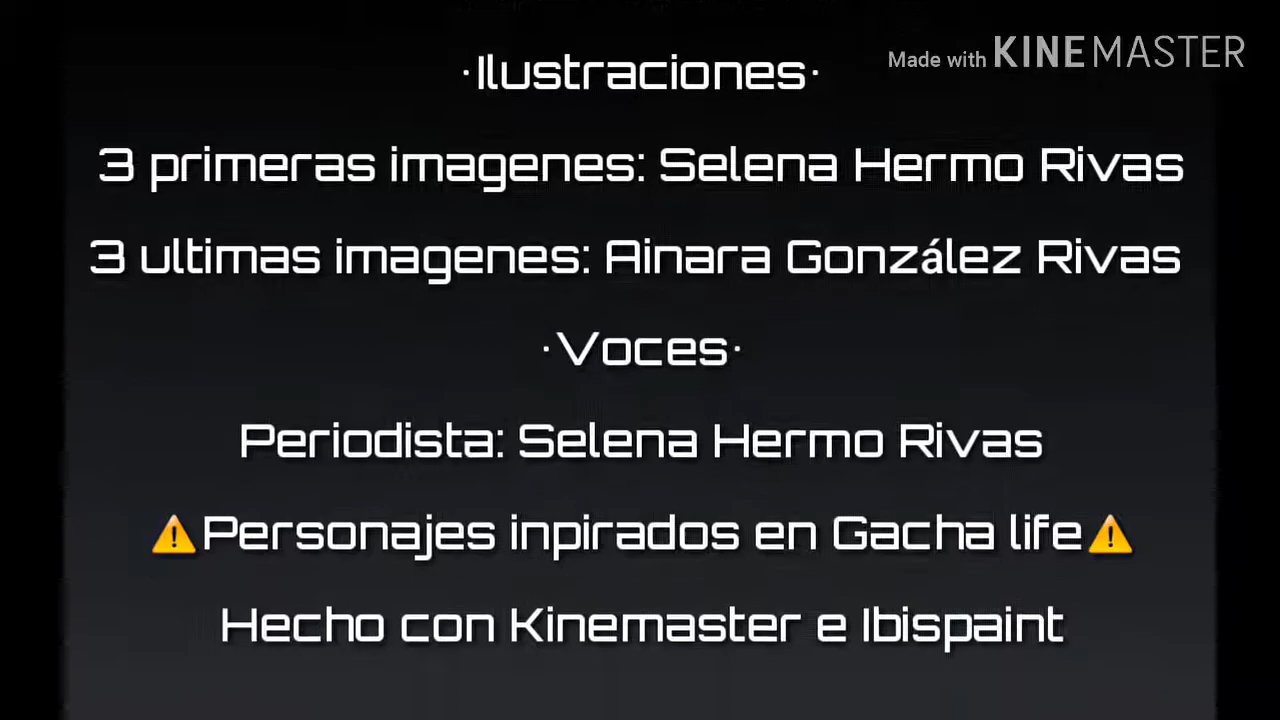 Made with KINEMASTER
·Ilustraciones·
3 primeras imagenes: Selena Hermo Rivas
3 ultimas imagenes: Ainara González Rivas
·Voces·
Periodista: Selena Hermo Rivas
⚠️Personajes inpirados en Gacha life⚠️
Hecho con Kinemaster e Ibispaint